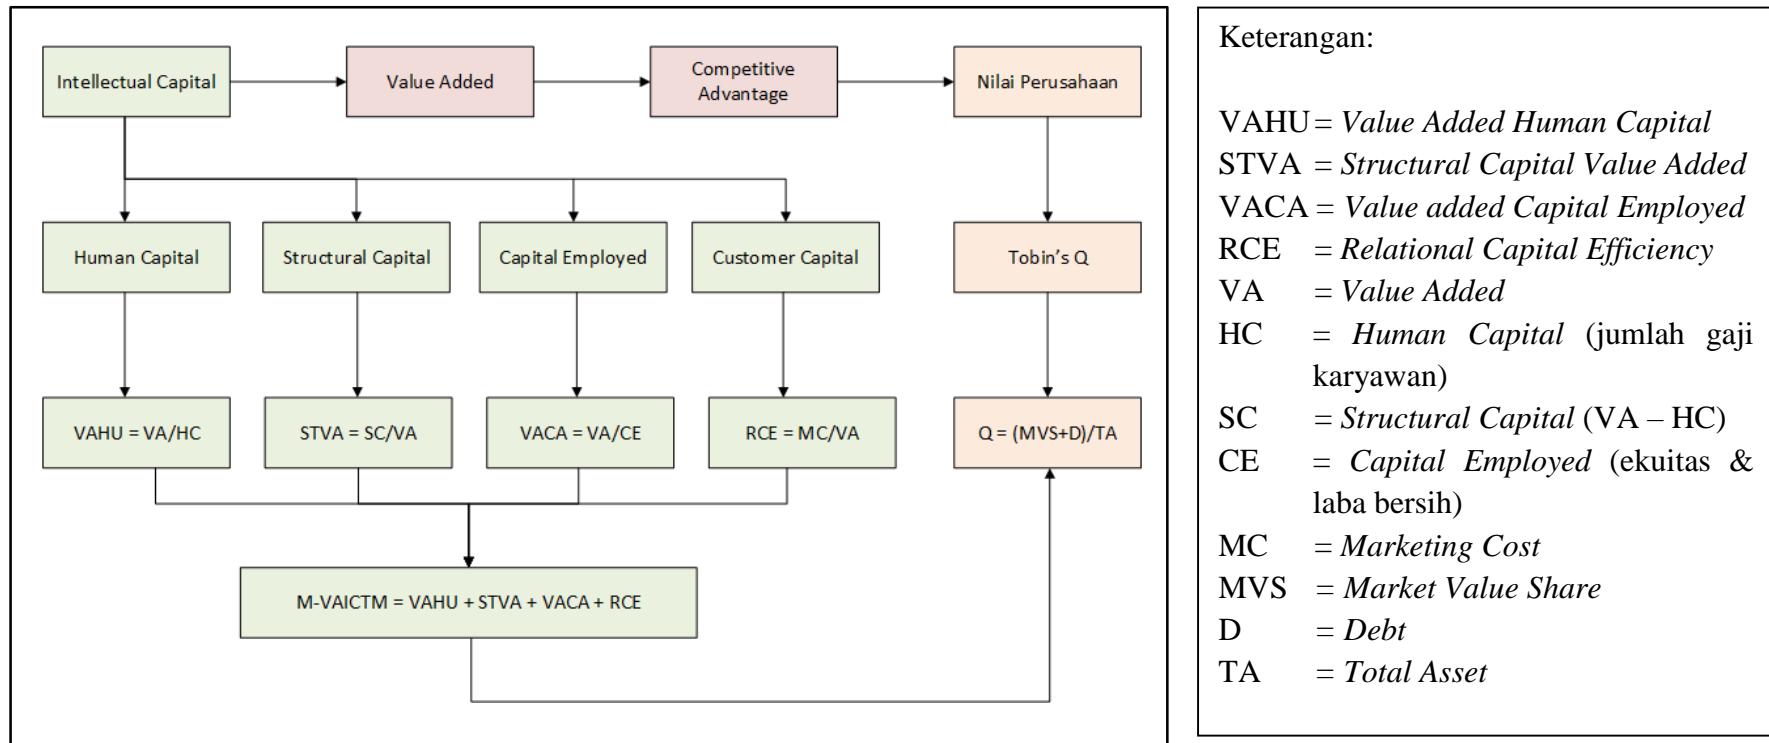 Intellectual Capital
Value Added
Competitive
Advantage
Nilai Perusahaan
Human Capital
Structural Capital
Capital Employed
Customer Capital
Tobin's Q
VAHU = VA/HC
STVA = SC/VA
VACA = VA/CE
RCE = MC/VA
Q = (MVS+D)/TA
M-VAICTM = VAHU + STVA + VACA + RCE
Keterangan:
VAHU = Value Added Human Capital
STVA = Structural Capital Value Added
VACA = Value added Capital Employed
RCE = Relational Capital Efficiency
VA = Value Added
HC = Human Capital (jumlah gaji
karyawan)
SC = Structural Capital (VA – HC)
CE = Capital Employed (ekuitas &
laba bersih)
MC = Marketing Cost
MVS = Market Value Share
D = Debt
TA = Total Asset